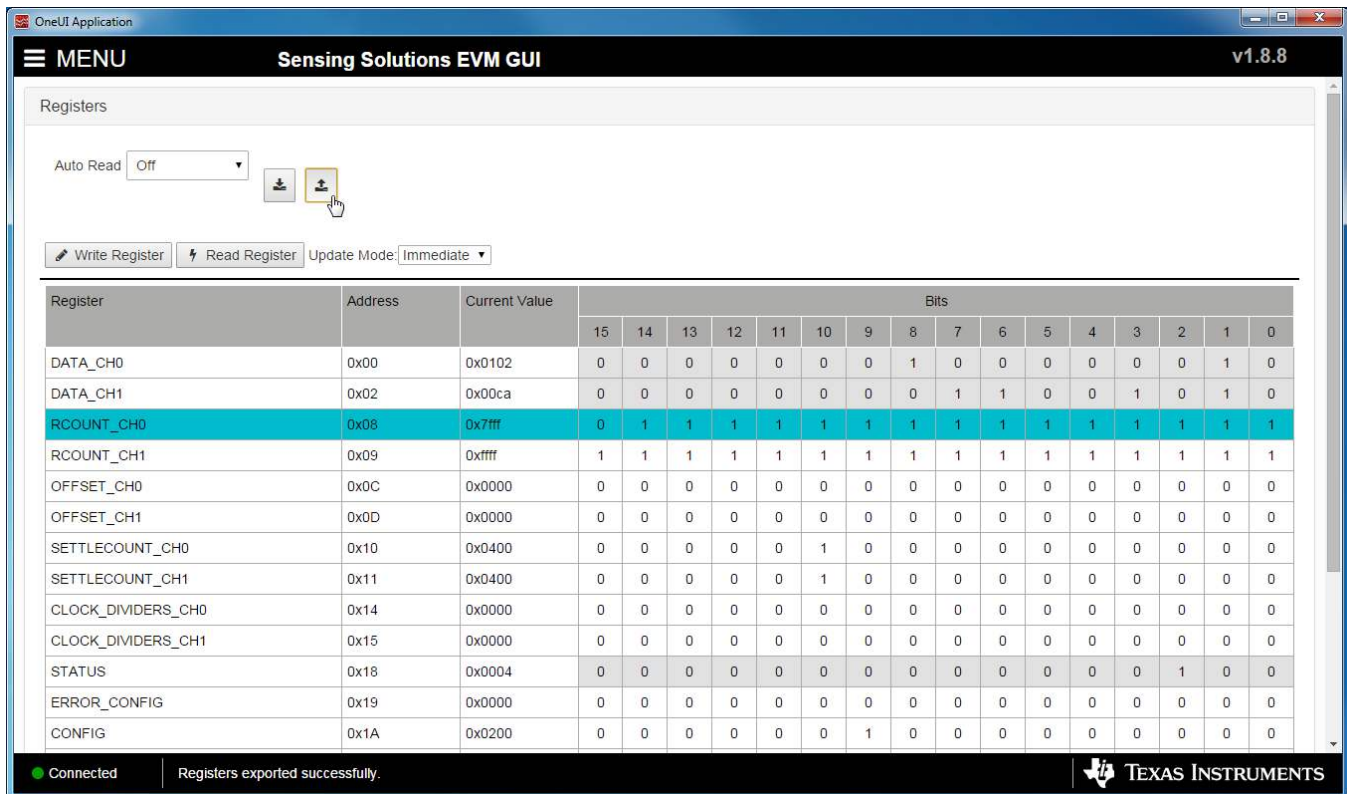 OneUI Application
MENU Sensing Solutions EVM GUI v1.8.8
Registers
Auto Read Off
Write Register Read Register Update Mode: Immediate
Register Address Current Value Bits
15 14 13 12 11 10 9 8 7 6 5 4 3 2 1 0
DATA_CH0 0x00 0x0102 0 0 0 0 0 0 0 1 0 0 0 0 0 0 1 0
DATA_CH1 0x02 0x00ca 0 0 0 0 0 0 0 0 1 1 0 0 1 0 1 0
RCOUNT_CH0 0x08 0x7fff 0 1 1 1 1 1 1 1 1 1 1 1 1 1 1 1
RCOUNT_CH1 0x09 0xffff 1 1 1 1 1 1 1 1 1 1 1 1 1 1 1 1
OFFSET_CH0 0x0C 0x0000 0 0 0 0 0 0 0 0 0 0 0 0 0 0 0 0
OFFSET_CH1 0x0D 0x0000 0 0 0 0 0 0 0 0 0 0 0 0 0 0 0 0
SETTLECOUNT_CH0 0x10 0x0400 0 0 0 0 0 1 0 0 0 0 0 0 0 0 0 0
SETTLECOUNT_CH1 0x11 0x0400 0 0 0 0 0 1 0 0 0 0 0 0 0 0 0 0
CLOCK_DIVIDERS_CH0 0x14 0x0000 0 0 0 0 0 0 0 0 0 0 0 0 0 0 0 0
CLOCK_DIVIDERS_CH1 0x15 0x0000 0 0 0 0 0 0 0 0 0 0 0 0 0 0 0 0
STATUS 0x18 0x0004 0 0 0 0 0 0 0 0 0 0 0 0 0 1 0 0
ERROR_CONFIG 0x19 0x0000 0 0 0 0 0 0 0 0 0 0 0 0 0 0 0 0
CONFIG 0x1A 0x0200 0 0 0 0 0 0 1 0 0 0 0 0 0 0 0 0
Connected Registers exported successfully. TEXAS INSTRUMENTS